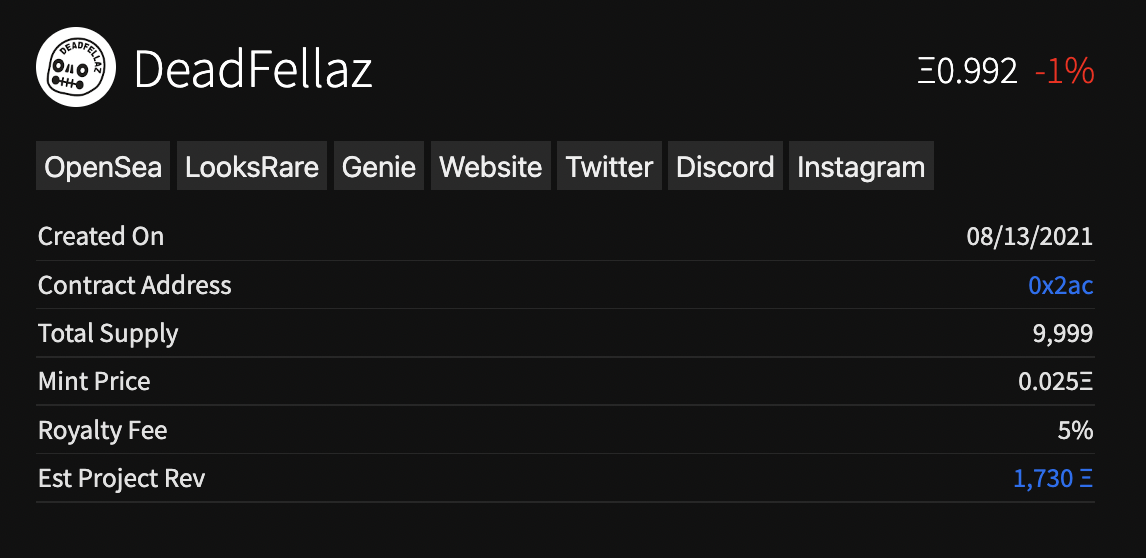 DEADFELLAZ
DeadFellaz
Ξ0.992 -1%
OpenSea LooksRare Genie Website Twitter Discord Instagram
Created On 08/13/2021
Contract Address 0x2ac
Total Supply 9,999
Mint Price 0.025Ξ
Royalty Fee 5%
Est Project Rev 1,730 Ξ